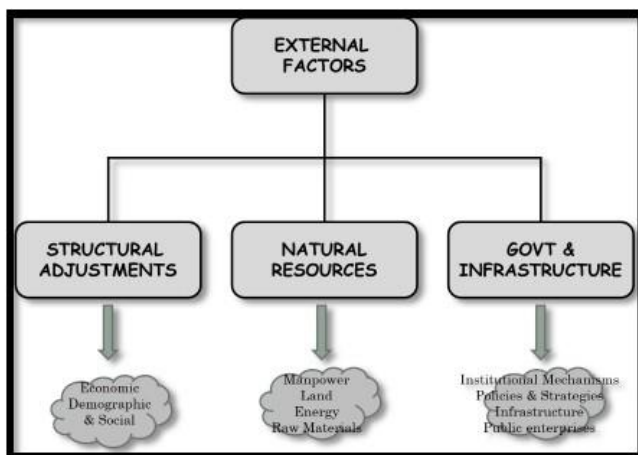 EXTERNAL
FACTORS
STRUCTURAL
ADJUSTMENTS
NATURAL
RESOURCES
GOVT &
INFRASTRUCTURE
Economic
Demographic
& Social
Manpower
Land
Energy
Raw Materials
Institutional Mechanisms
Policies & Strategies
Infrastructure
Public enterprises